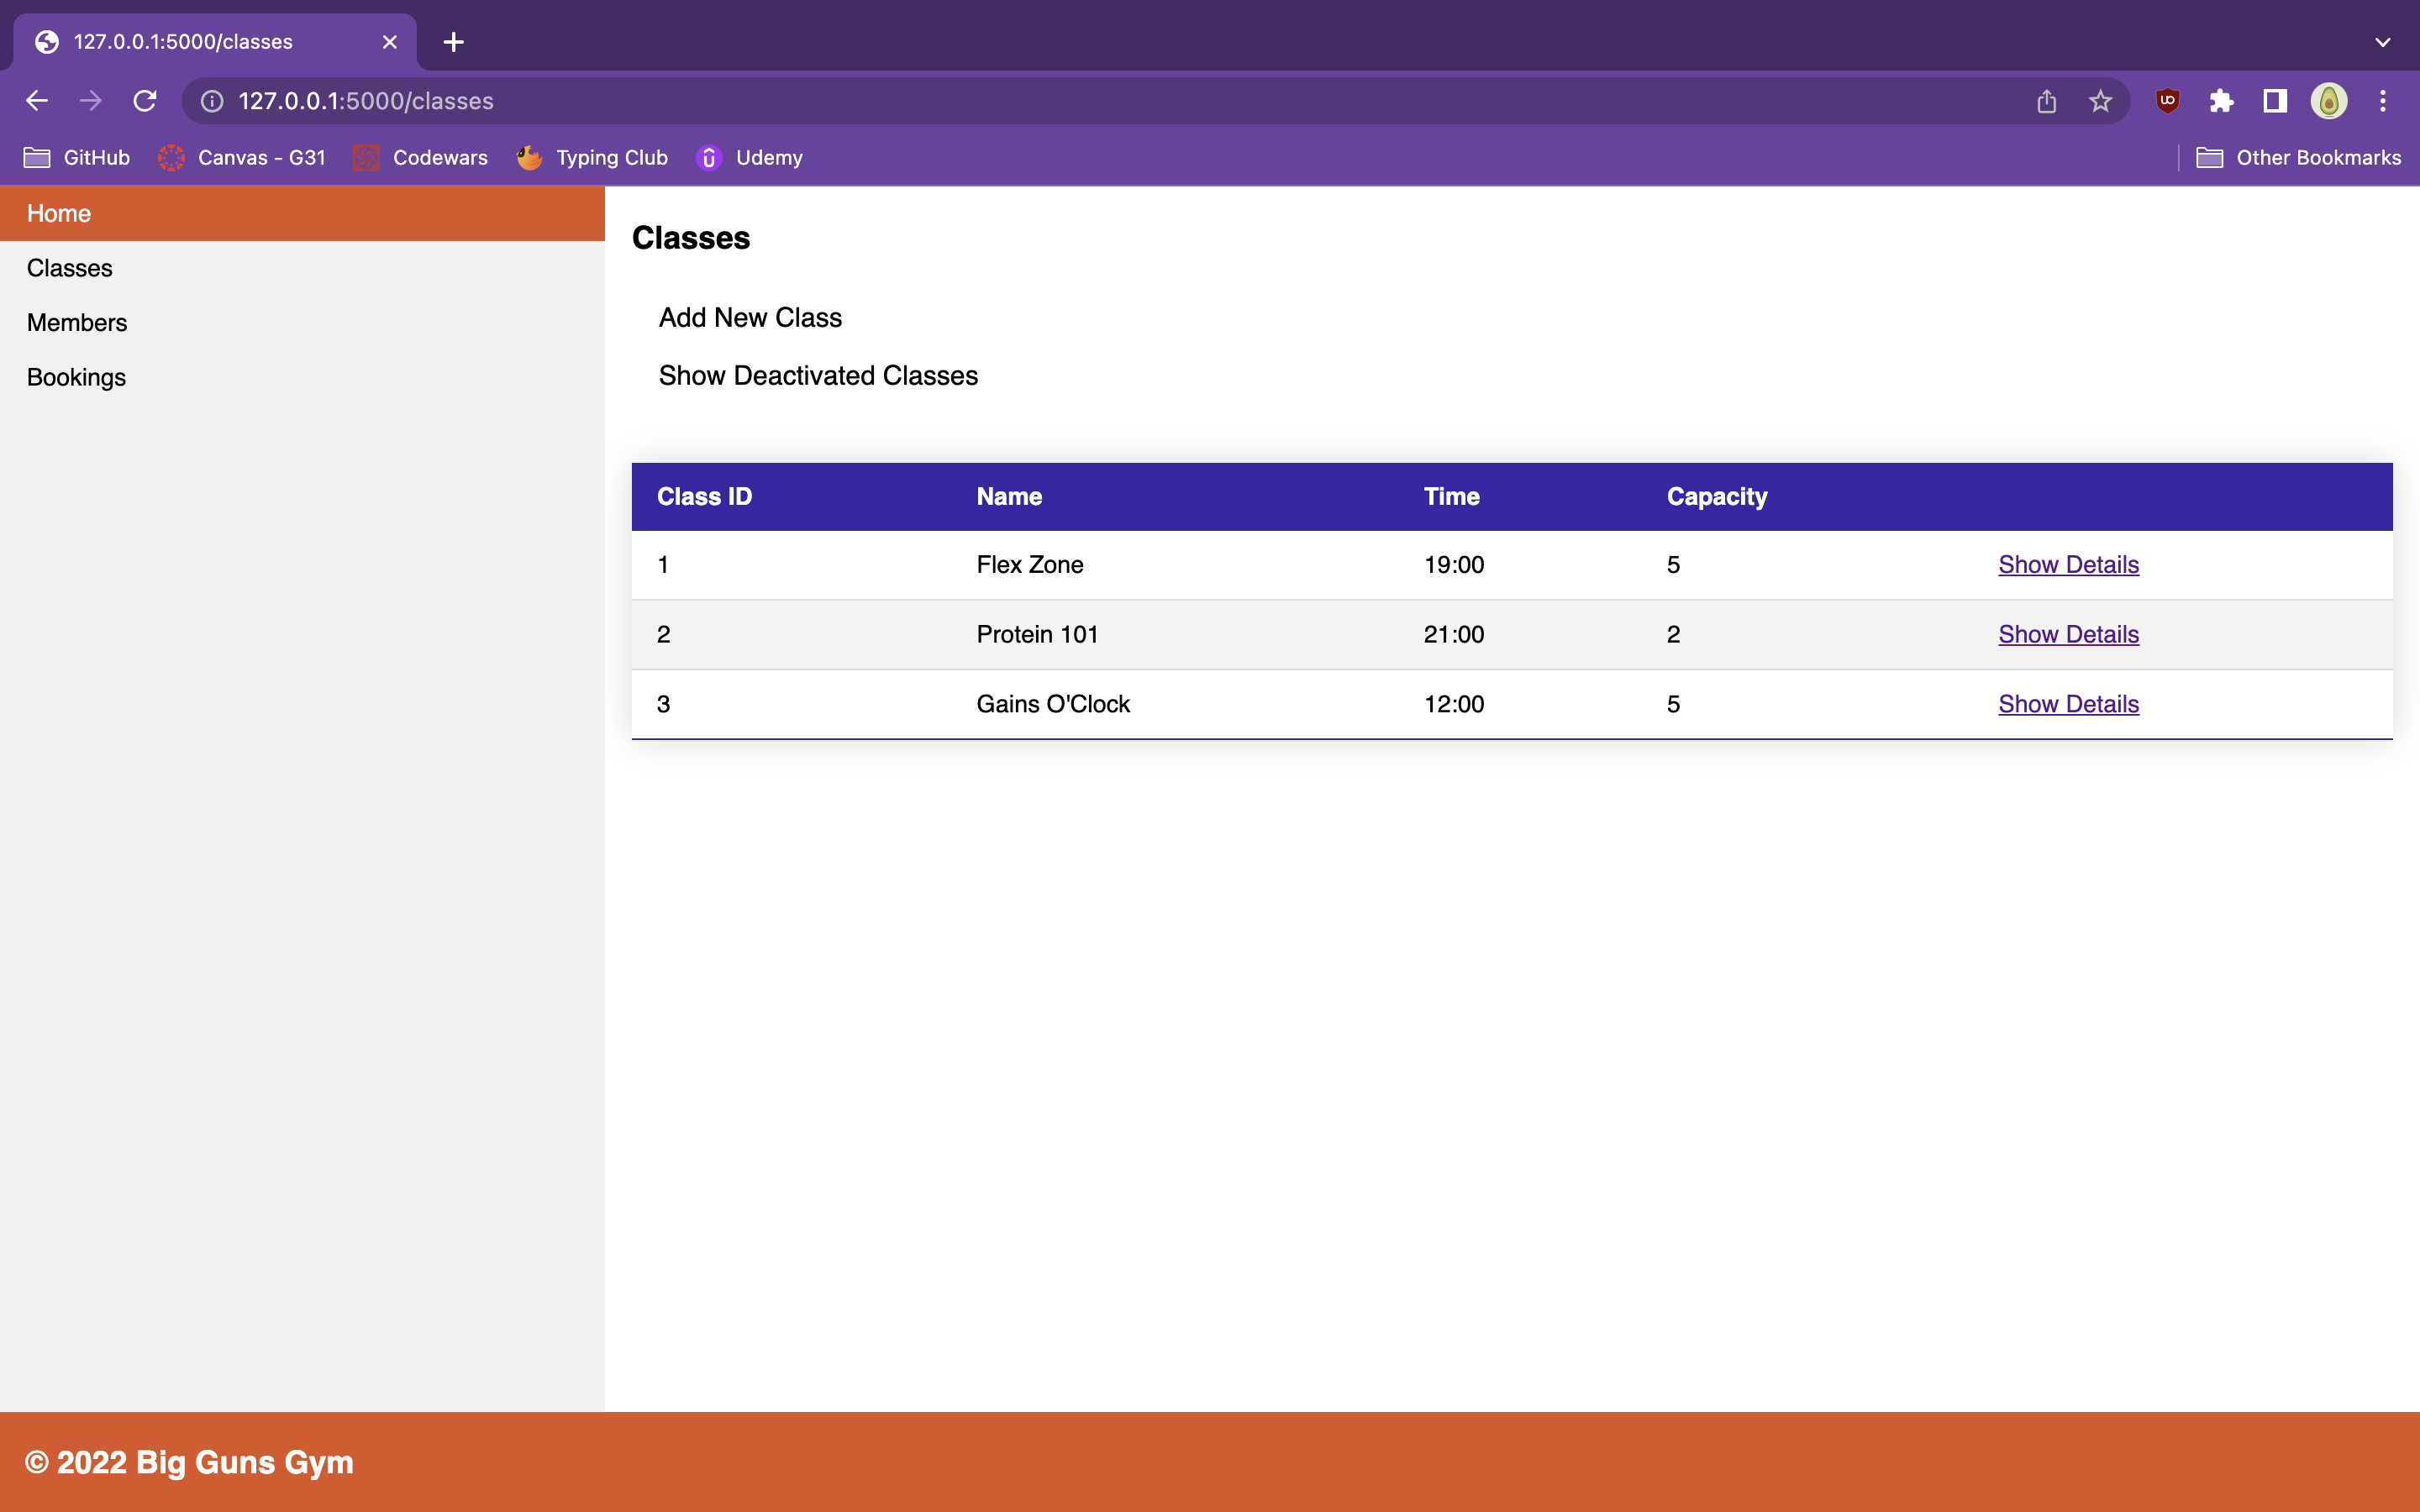 127.0.0.1:5000/classes
127.0.0.1:5000/classes
GitHub Canvas - G31 Codewars Typing Club Udemy Other Bookmarks
Home
Classes
Members
Bookings
Classes
Add New Class
Show Deactivated Classes
Class ID Name Time Capacity
1 Flex Zone 19:00 5 Show Details
2 Protein 101 21:00 2 Show Details
3 Gains O'Clock 12:00 5 Show Details
© 2022 Big Guns Gym